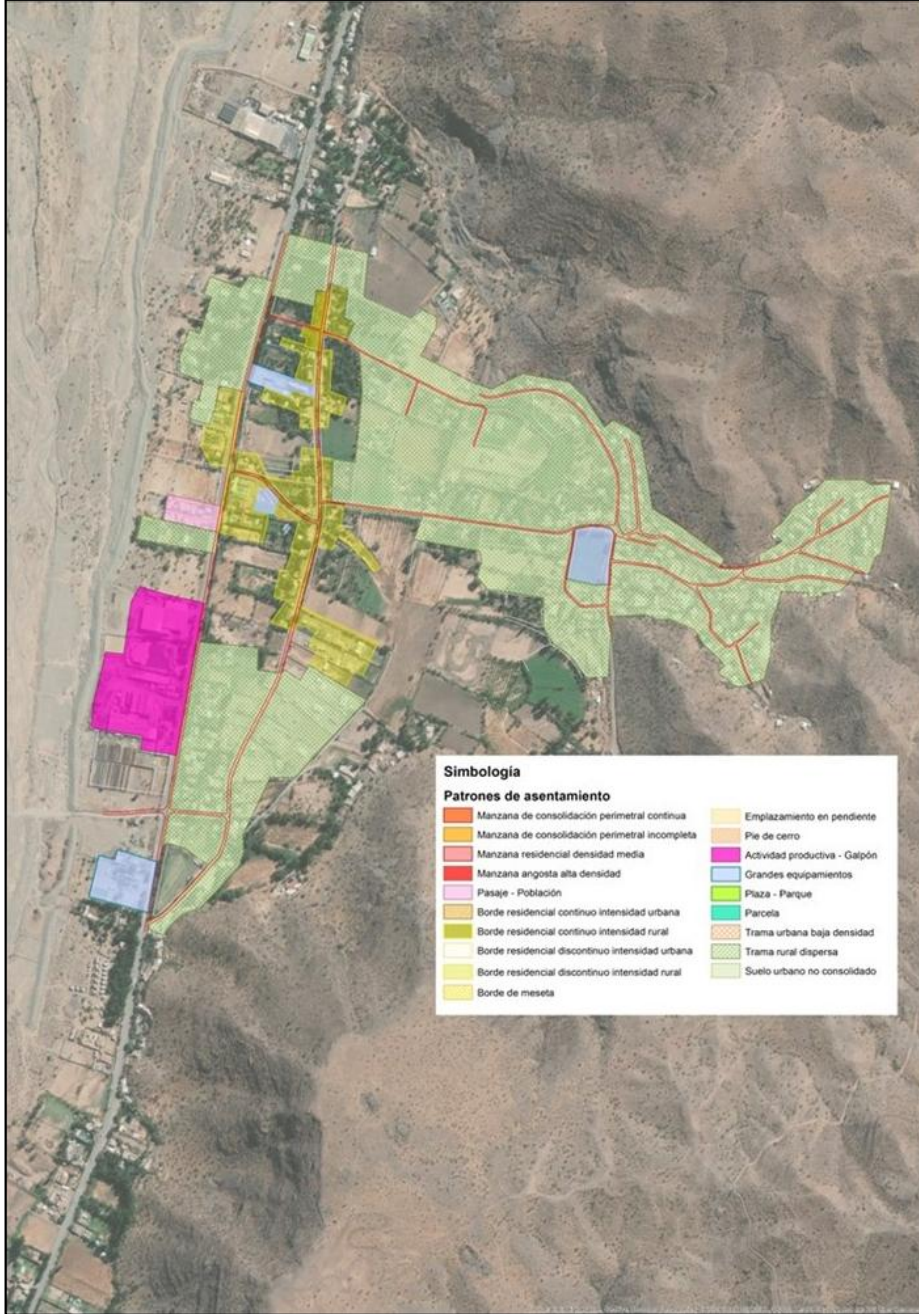 Simbología
Patrones de asentamiento
Manzana de consolidación perimetral continua
Manzana de consolidación perimetral incompleta
Manzana residencial densidad media
Manzana angosta alta densidad
Pasaje - Población
Borde residencial continuo intensidad urbana
Borde residencial continuo intensidad rural
Borde residencial discontinuo intensidad urbana
Borde residencial discontinuo intensidad rural
Borde de meseta
Emplazamiento en pendiente
Pie de cerro
Actividad productiva - Galpón
Grandes equipamientos
Plaza - Parque
Parcela
Trama urbana baja densidad
Trama rural dispersa
Suelo urbano no consolidado